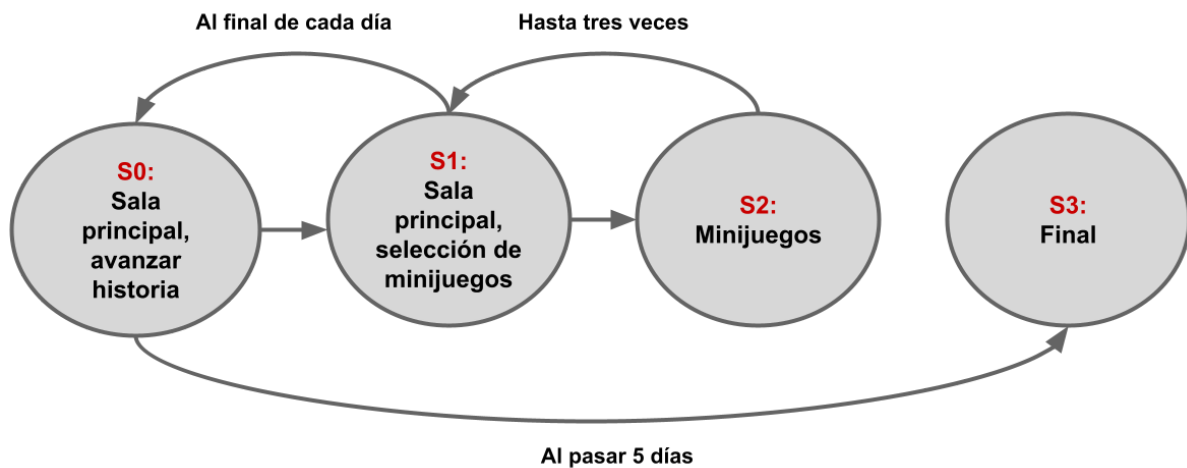 Al final de cada día
Hasta tres veces
S0:
Sala
principal,
avanzar
historia
S1:
Sala
principal,
selección de
minijuegos
S2:
Minijuegos
S3:
Final
Al pasar 5 días